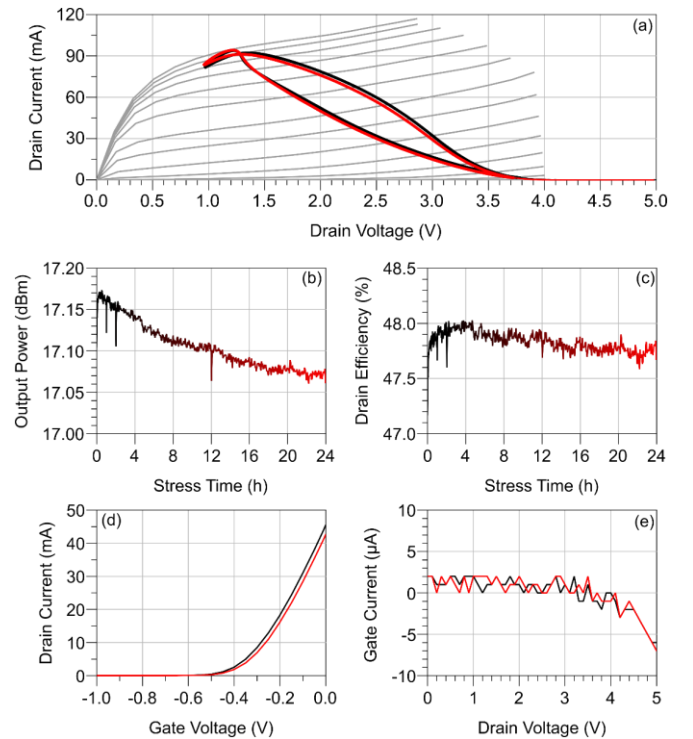 (a)
Drain Current (mA)
120
90
60
30
0
0.0 0.5 1.0 1.5 2.0 2.5 3.0 3.5 4.0 4.5 5.0
Drain Voltage (V)
(b)
Output Power (dBm)
17.20
17.15
17.10
17.05
17.00
0 4 8 12 16 20 24
Stress Time (h)
(c)
Drain Efficiency (%)
48.5
48.0
47.5
47.0
0 4 8 12 16 20 24
Stress Time (h)
(d)
Drain Current (mA)
50
40
30
20
10
0
-1.0 -0.8 -0.6 -0.4 -0.2 0.0
Gate Voltage (V)
(e)
Gate Current (µA)
10
5
0
-5
-10
0 1 2 3 4 5
Drain Voltage (V)